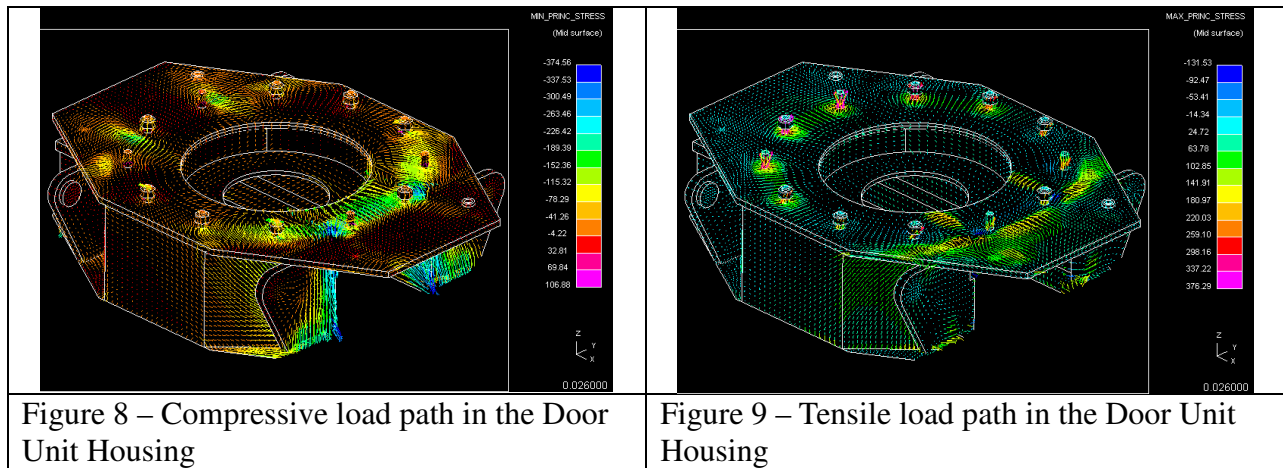 MIN_PRINC_STRESS
(Mid surface)
-374.56
-337.53
-300.49
-263.46
-226.42
-189.39
-152.36
-115.32
-78.29
-41.26
-4.22
32.81
69.84
106.88
Z
Y
X
0.026000
MAX_PRINC_STRESS
(Mid surface)
-131.53
-92.47
-53.41
-14.34
24.72
63.78
102.85
141.91
180.97
220.03
259.10
298.16
337.22
376.29
Z
Y
X
0.026000
Figure 8 – Compressive load path in the Door
Unit Housing
Figure 9 – Tensile load path in the Door Unit
Housing